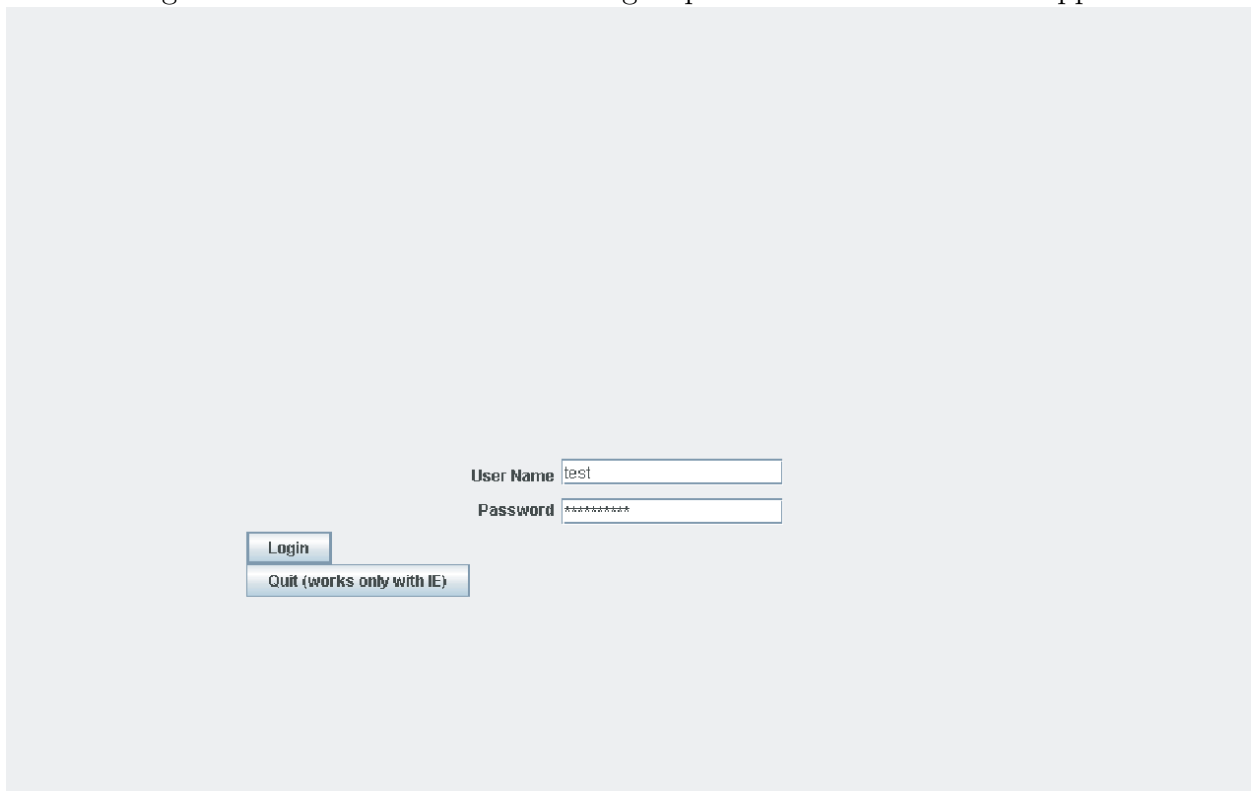 User Name test
Password **********
Login
Quit (works only with IE)